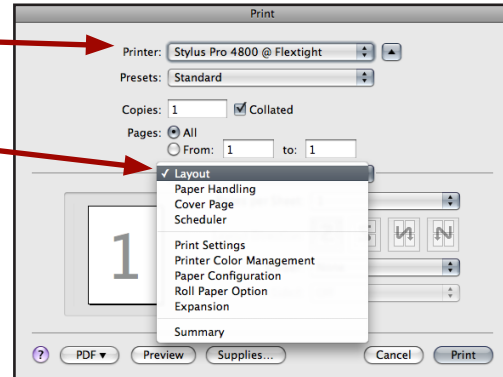 Print
Printer: Stylus Pro 4800 @ Flextight
Presets: Standard
Copies: 1 Collated
Pages: All
From: 1 to: 1
✓ Layout
Paper Handling
Cover Page
Scheduler
Print Settings
Printer Color Management
Paper Configuration
Roll Paper Option
Expansion
Summary
1
? PDF ▾ Preview Supplies... Cancel Print